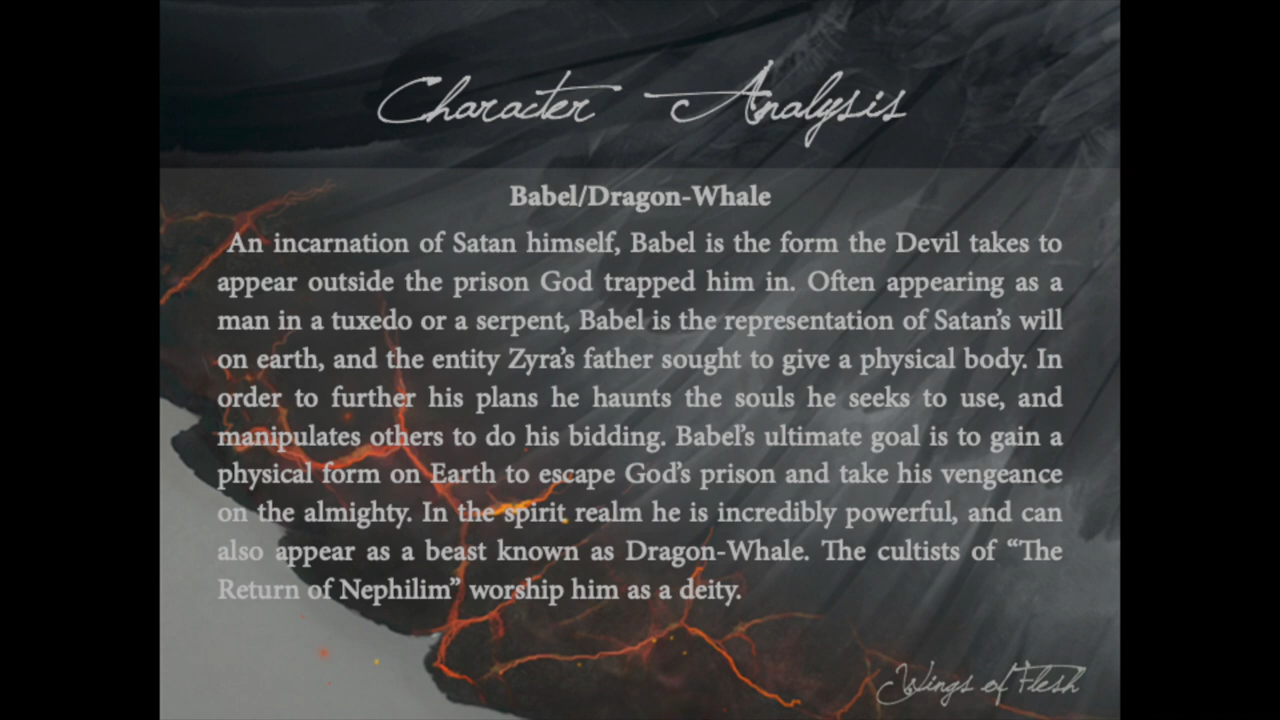 Character Analysis
Babel/Dragon-Whale
An incarnation of Satan himself, Babel is the form the Devil takes to
appear outside the prison God trapped him in. Often appearing as a
man in a tuxedo or a serpent, Babel is the representation of Satan’s will
on earth, and the entity Zyra’s father sought to give a physical body. In
order to further his plans he haunts the souls he seeks to use, and
manipulates others to do his bidding. Babel’s ultimate goal is to gain a
physical form on Earth to escape God’s prison and take his vengeance
on the almighty. In the spirit realm he is incredibly powerful, and can
also appear as a beast known as Dragon-Whale. The cultists of “The
Return of Nephilim” worship him as a deity.
Wings of Flesh